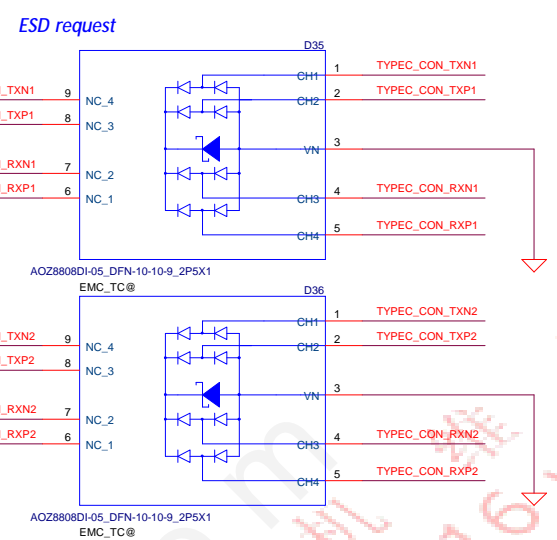 ESD request
D35
_TXN1 9 NC_4 CH1 1 TYPEC_CON_TXN1
_TXP1 8 NC_3 CH2 2 TYPEC_CON_TXP1
VN 3
_RXN1 7 NC_2 CH3 4 TYPEC_CON_RXN1
_RXP1 6 NC_1 CH4 5 TYPEC_CON_RXP1
AOZ8808DI-05_DFN-10-10-9_2P5X1
EMC_TC@
D36
_TXN2 9 NC_4 CH1 1 TYPEC_CON_TXN2
_TXP2 8 NC_3 CH2 2 TYPEC_CON_TXP2
VN 3
_RXN2 7 NC_2 CH3 4 TYPEC_CON_RXN2
_RXP2 6 NC_1 CH4 5 TYPEC_CON_RXP2
AOZ8808DI-05_DFN-10-10-9_2P5X1
EMC_TC@